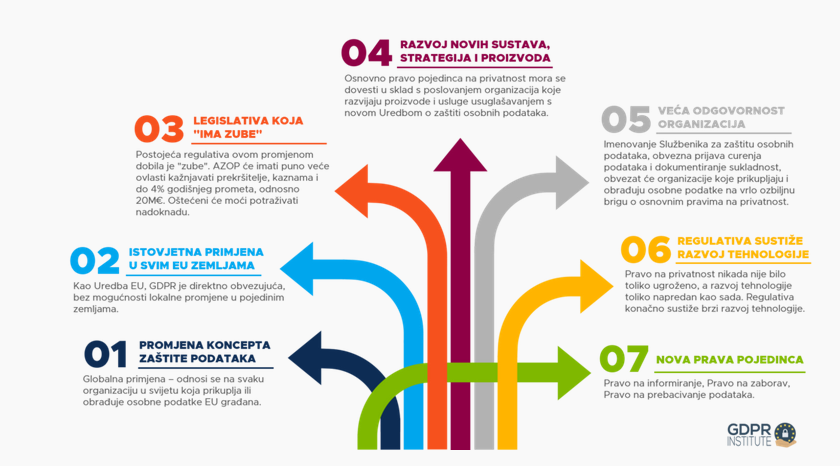 04 RAZVOJ NOVIH SUSTAVA,
STRATEGIJA I PROIZVODA
Osnovno pravo pojedinca na privatnost mora se
dovesti u sklad s poslovanjem organizacija koje
razvijaju proizvode i usluge usuglašavanjem s
novom Uredbom o zaštiti osobnih podataka.
03 LEGISLATIVA KOJA
"IMA ZUBE"
Postojeća regulativa ovom promjenom
dobila je "zube". AZOP će imati puno veće
ovlasti kažnjavati prekršitelje, kaznama i
do 4% godišnjeg prometa, odnosno
20M€. Oštećeni će moći potraživati
nadoknadu.
05 VEĆA ODGOVORNOST
ORGANIZACIJA
Imenovanje Službenika za zaštitu osobnih
podataka, obvezna prijava curenja
podataka i dokumentiranje sukladnost,
obvezat će organizacije koje prikupljaju i
obrađuju osobne podatke na vrlo ozbiljnu
brigu o osnovnim pravima na privatnost.
02 ISTOVJETNA PRIMJENA
U SVIM EU ZEMLJAMA
Kao Uredba EU, GDPR je direktno obvezujuća,
bez mogućnosti lokalne promjene u pojedinim
zemljama.
06 REGULATIVA SUSTIŽE
RAZVOJ TEHNOLOGIJE
Pravo na privatnost nikada nije bilo
toliko ugroženo, a razvoj tehnologije
toliko napredan kao sada. Regulativa
konačno sustiže brzi razvoj tehnologije.
01 PROMJENA KONCEPTA
ZAŠTITE PODATAKA
Globalna primjena – odnosi se na svaku
organizaciju u svijetu koja prikuplja ili
obrađuje osobne podatke EU građana.
07 NOVA PRAVA POJEDINCA
Pravo na informiranje, Pravo na zaborav,
Pravo na prebacivanje podataka.
GDPR
INSTITUTE